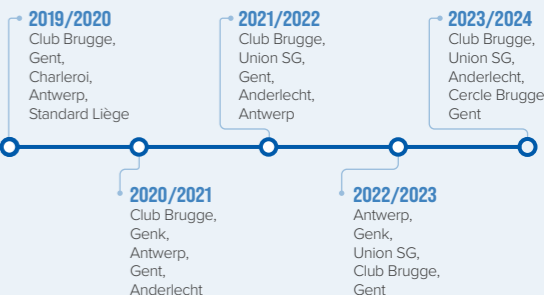 2019/2020
Club Brugge,
Gent,
Charleroi,
Antwerp,
Standard Liège
2021/2022
Club Brugge,
Union SG,
Gent,
Anderlecht,
Antwerp
2023/2024
Club Brugge,
Union SG,
Anderlecht,
Cercle Brugge
Gent
2020/2021
Club Brugge,
Genk,
Antwerp,
Gent,
Anderlecht
2022/2023
Antwerp,
Genk,
Union SG,
Club Brugge,
Gent